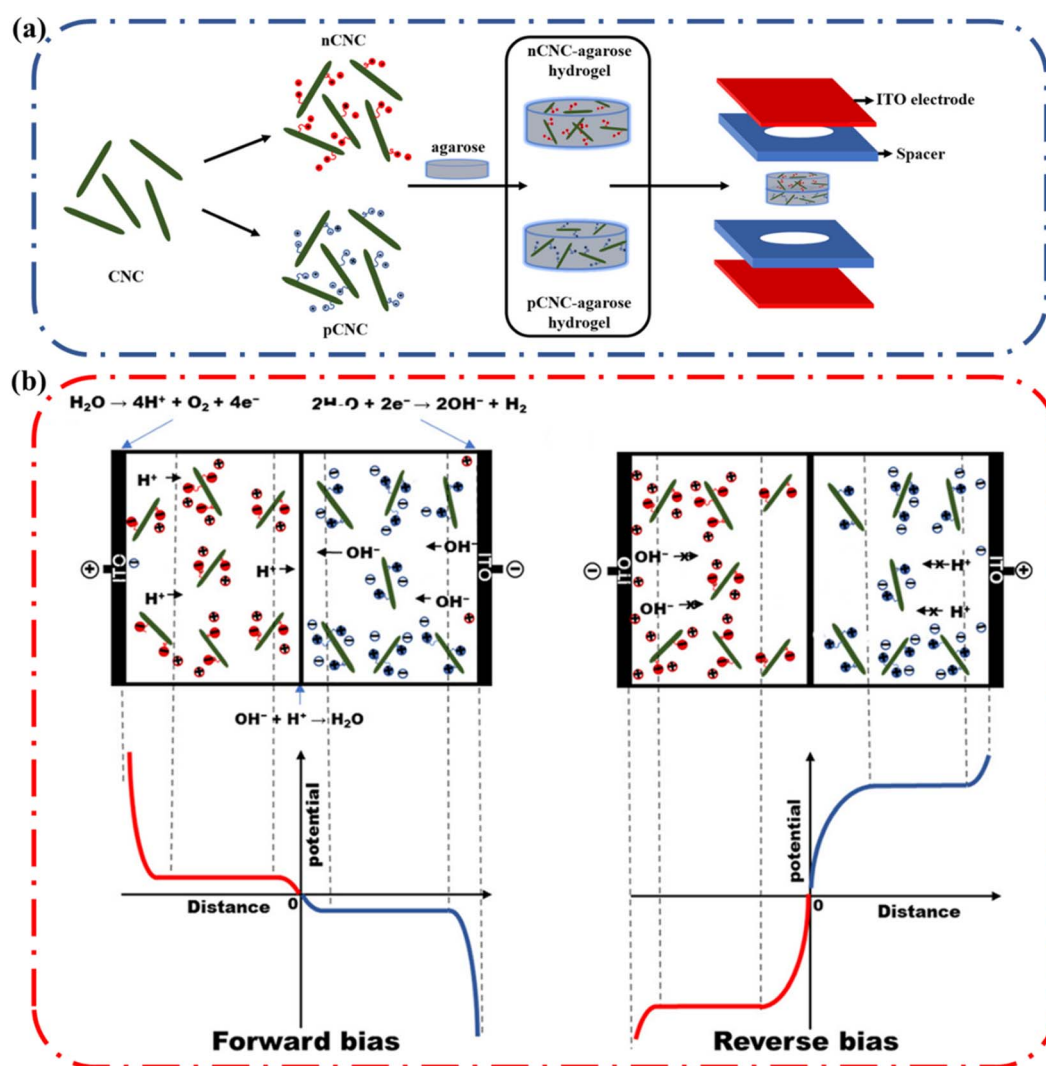 (a)
nCNC
CNC
pCNC
agarose
nCNC-agarose
hydrogel
pCNC-agarose
hydrogel
ITO electrode
Spacer
(b)
H₂O → 4H⁺ + O₂ + 4e⁻
2H₂O + 2e⁻ → 2OH⁻ + H₂
H⁺
H⁺
H⁺
OH⁻
OH⁻
OH⁻
ITO
ITO
OH⁻ + H⁺ → H₂O
potential
Distance
0
Forward bias
OH⁻
OH⁻
H⁺
H⁺
ITO
ITO
potential
0
Distance
Reverse bias